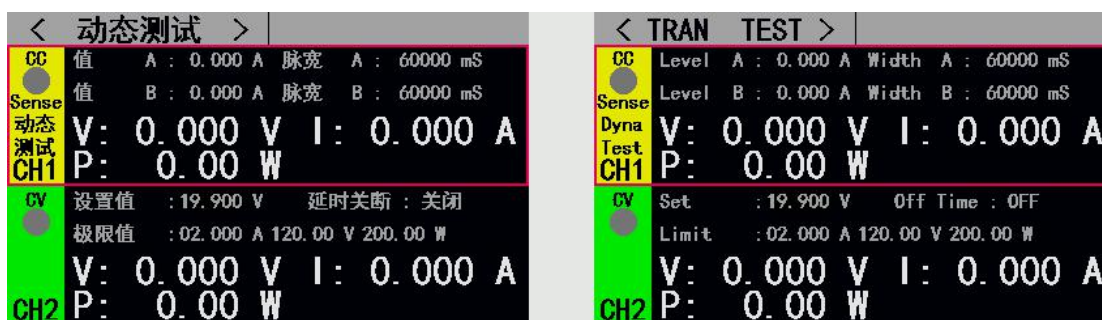 < 动态测试 >
CC 值 A : 0.000 A 脉宽 A : 60000 mS
Sense 值 B : 0.000 A 脉宽 B : 60000 mS
动态测试 V: 0.000 V I: 0.000 A
CH1 P: 0.00 W
CV 设置值 :19.900 V 延时关断 : 关闭
极限值 :02.000 A 120.00 V 200.00 W
V: 0.000 V I: 0.000 A
CH2 P: 0.00 W
< TRAN TEST >
CC Level A : 0.000 A Width A : 60000 mS
Sense Level B : 0.000 A Width B : 60000 mS
Dyna Test V: 0.000 V I: 0.000 A
CH1 P: 0.00 W
CV Set :19.900 V Off Time : OFF
Limit :02.000 A 120.00 V 200.00 W
V: 0.000 V I: 0.000 A
CH2 P: 0.00 W